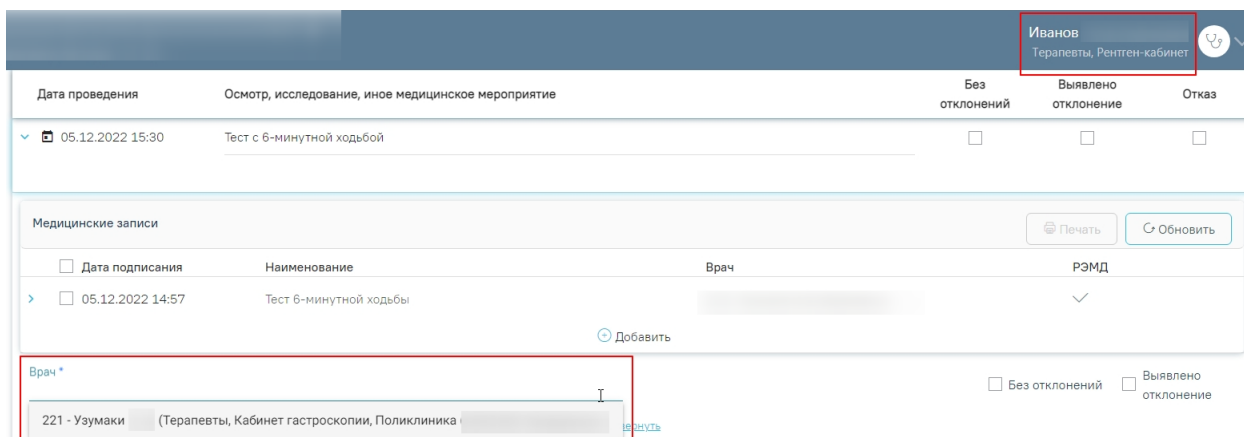 Иванов
Терапевты, Рентген-кабинет
Дата проведения Осмотр, исследование, иное медицинское мероприятие Без отклонений Выявлено отклонение Отказ
05.12.2022 15:30 Тест с 6-минутной ходьбой
Медицинские записи Печать Обновить
Дата подписания Наименование Врач РЭМД
05.12.2022 14:57 Тест 6-минутной ходьбы
Добавить
Врач *
Без отклонений Выявлено отклонение
221 - Узумаки (Терапевты, Кабинет гастроскопии, Поликлиника